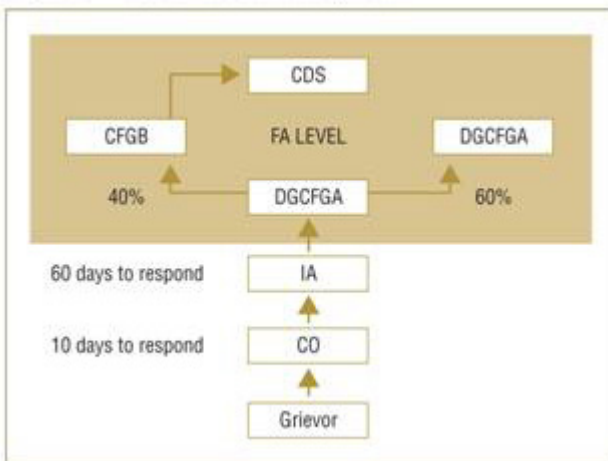 CDS
CFGB
FA LEVEL
DGCFGA
40%
DGCFGA
60%
60 days to respond
IA
10 days to respond
CO
Grievor